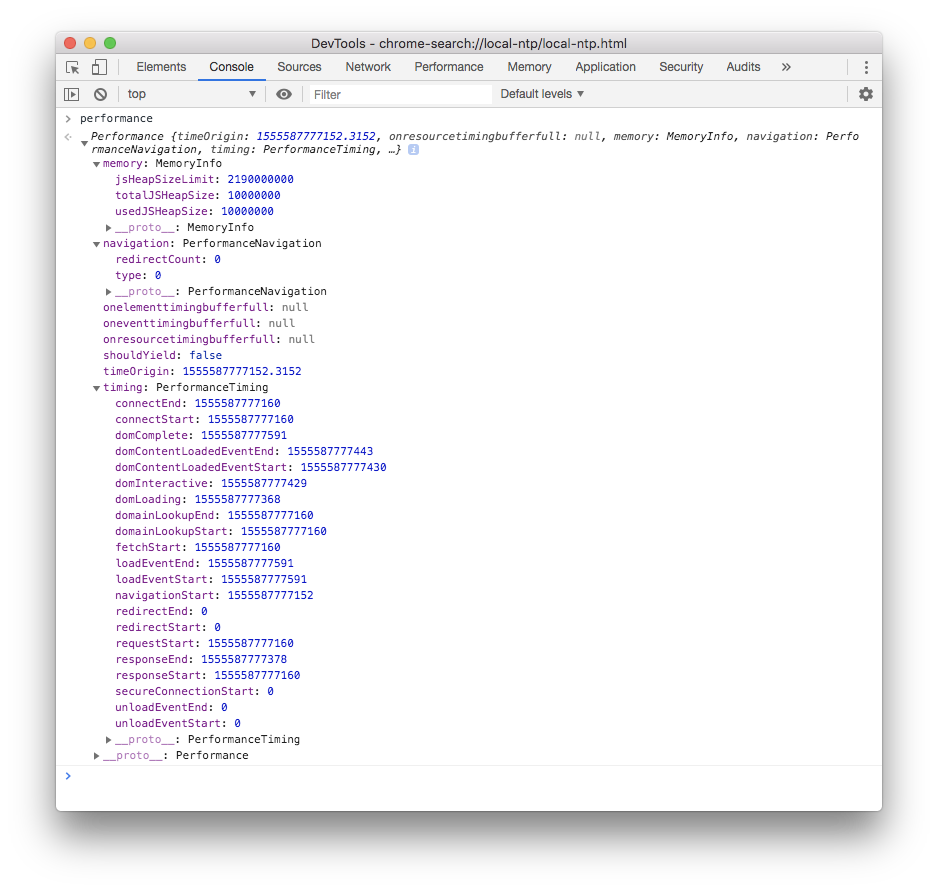 DevTools - chrome-search://local-ntp/local-ntp.html
Elements Console Sources Network Performance Memory Application Security Audits »
top ▼ Filter Default levels ▼
> performance
Performance {timeOrigin: 1555587777152.3152, onresourcetimingbufferfull: null, memory: MemoryInfo, navigation: Perfo
rmanceNavigation, timing: PerformanceTiming, …} i
▼memory: MemoryInfo
jsHeapSizeLimit: 2190000000
totalJSHeapSize: 10000000
usedJSHeapSize: 10000000
▶__proto__: MemoryInfo
▼navigation: PerformanceNavigation
redirectCount: 0
type: 0
▶__proto__: PerformanceNavigation
onelementtimingbufferfull: null
oneventtimingbufferfull: null
onresourcetimingbufferfull: null
shouldYield: false
timeOrigin: 1555587777152.3152
▼timing: PerformanceTiming
connectEnd: 1555587777160
connectStart: 1555587777160
domComplete: 1555587777591
domContentLoadedEventEnd: 1555587777443
domContentLoadedEventStart: 1555587777430
domInteractive: 1555587777429
domLoading: 1555587777368
domainLookupEnd: 1555587777160
domainLookupStart: 1555587777160
fetchStart: 1555587777160
loadEventEnd: 1555587777591
loadEventStart: 1555587777591
navigationStart: 1555587777152
redirectEnd: 0
redirectStart: 0
requestStart: 1555587777160
responseEnd: 1555587777378
responseStart: 1555587777160
secureConnectionStart: 0
unloadEventEnd: 0
unloadEventStart: 0
▶__proto__: PerformanceTiming
▶__proto__: Performance
>